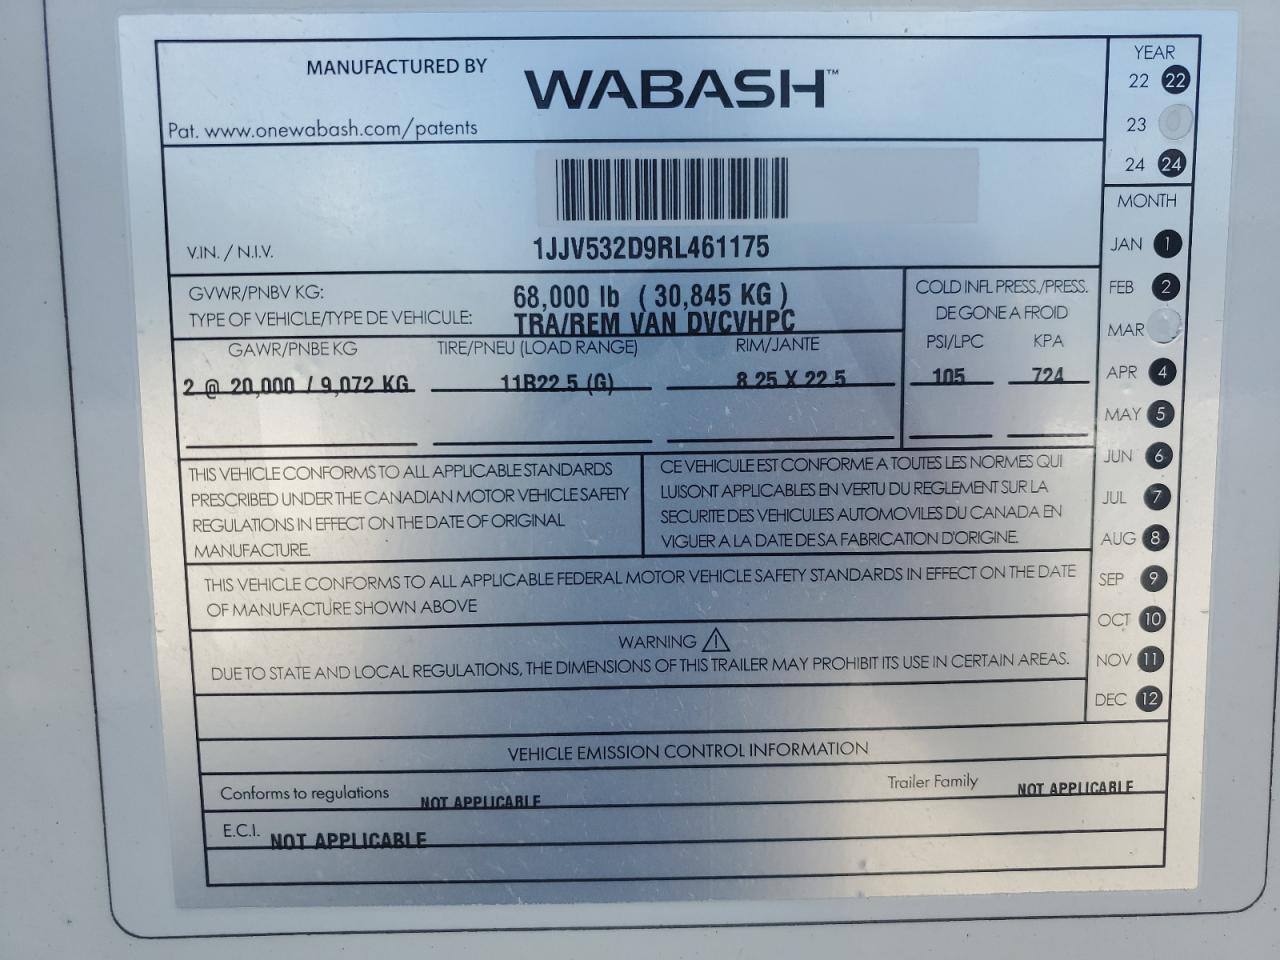 MANUFACTURED BY WABASH™
Pat. www.onewabash.com/patents
V.IN. / N.I.V. 1JJV532D9RL461175
GVWR/PNBV KG: 68,000 lb ( 30,845 KG )
TYPE OF VEHICLE/TYPE DE VEHICULE: TRA/REM VAN DVCVHPC
COLD INFL PRESS./PRESS.
DE GONE A FROID
GAWR/PNBE KG TIRE/PNEU (LOAD RANGE) RIM/JANTE PSI/LPC KPA
2 @ 20,000 / 9,072 KG 11R22.5 (G) 8.25 X 22.5 105 724
THIS VEHICLE CONFORMS TO ALL APPLICABLE STANDARDS
PRESCRIBED UNDER THE CANADIAN MOTOR VEHICLE SAFETY
REGULATIONS IN EFFECT ON THE DATE OF ORIGINAL
MANUFACTURE.
CE VEHICULE EST CONFORME A TOUTES LES NORMES QUI
LUISONT APPLICABLES EN VERTU DU REGLEMENT SUR LA
SECURITE DES VEHICULES AUTOMOVILES DU CANADA EN
VIGUER A LA DATE DE SA FABRICATION D'ORIGINE.
THIS VEHICLE CONFORMS TO ALL APPLICABLE FEDERAL MOTOR VEHICLE SAFETY STANDARDS IN EFFECT ON THE DATE
OF MANUFACTURE SHOWN ABOVE
WARNING
DUE TO STATE AND LOCAL REGULATIONS, THE DIMENSIONS OF THIS TRAILER MAY PROHIBIT ITS USE IN CERTAIN AREAS.
VEHICLE EMISSION CONTROL INFORMATION
Conforms to regulations NOT APPLICABLE Trailer Family NOT APPLICABLE
E.C.I. NOT APPLICABLE
YEAR
22 22
23
24 24
MONTH
JAN 1
FEB 2
MAR
APR 4
MAY 5
JUN 6
JUL 7
AUG 8
SEP 9
OCT 10
NOV 11
DEC 12